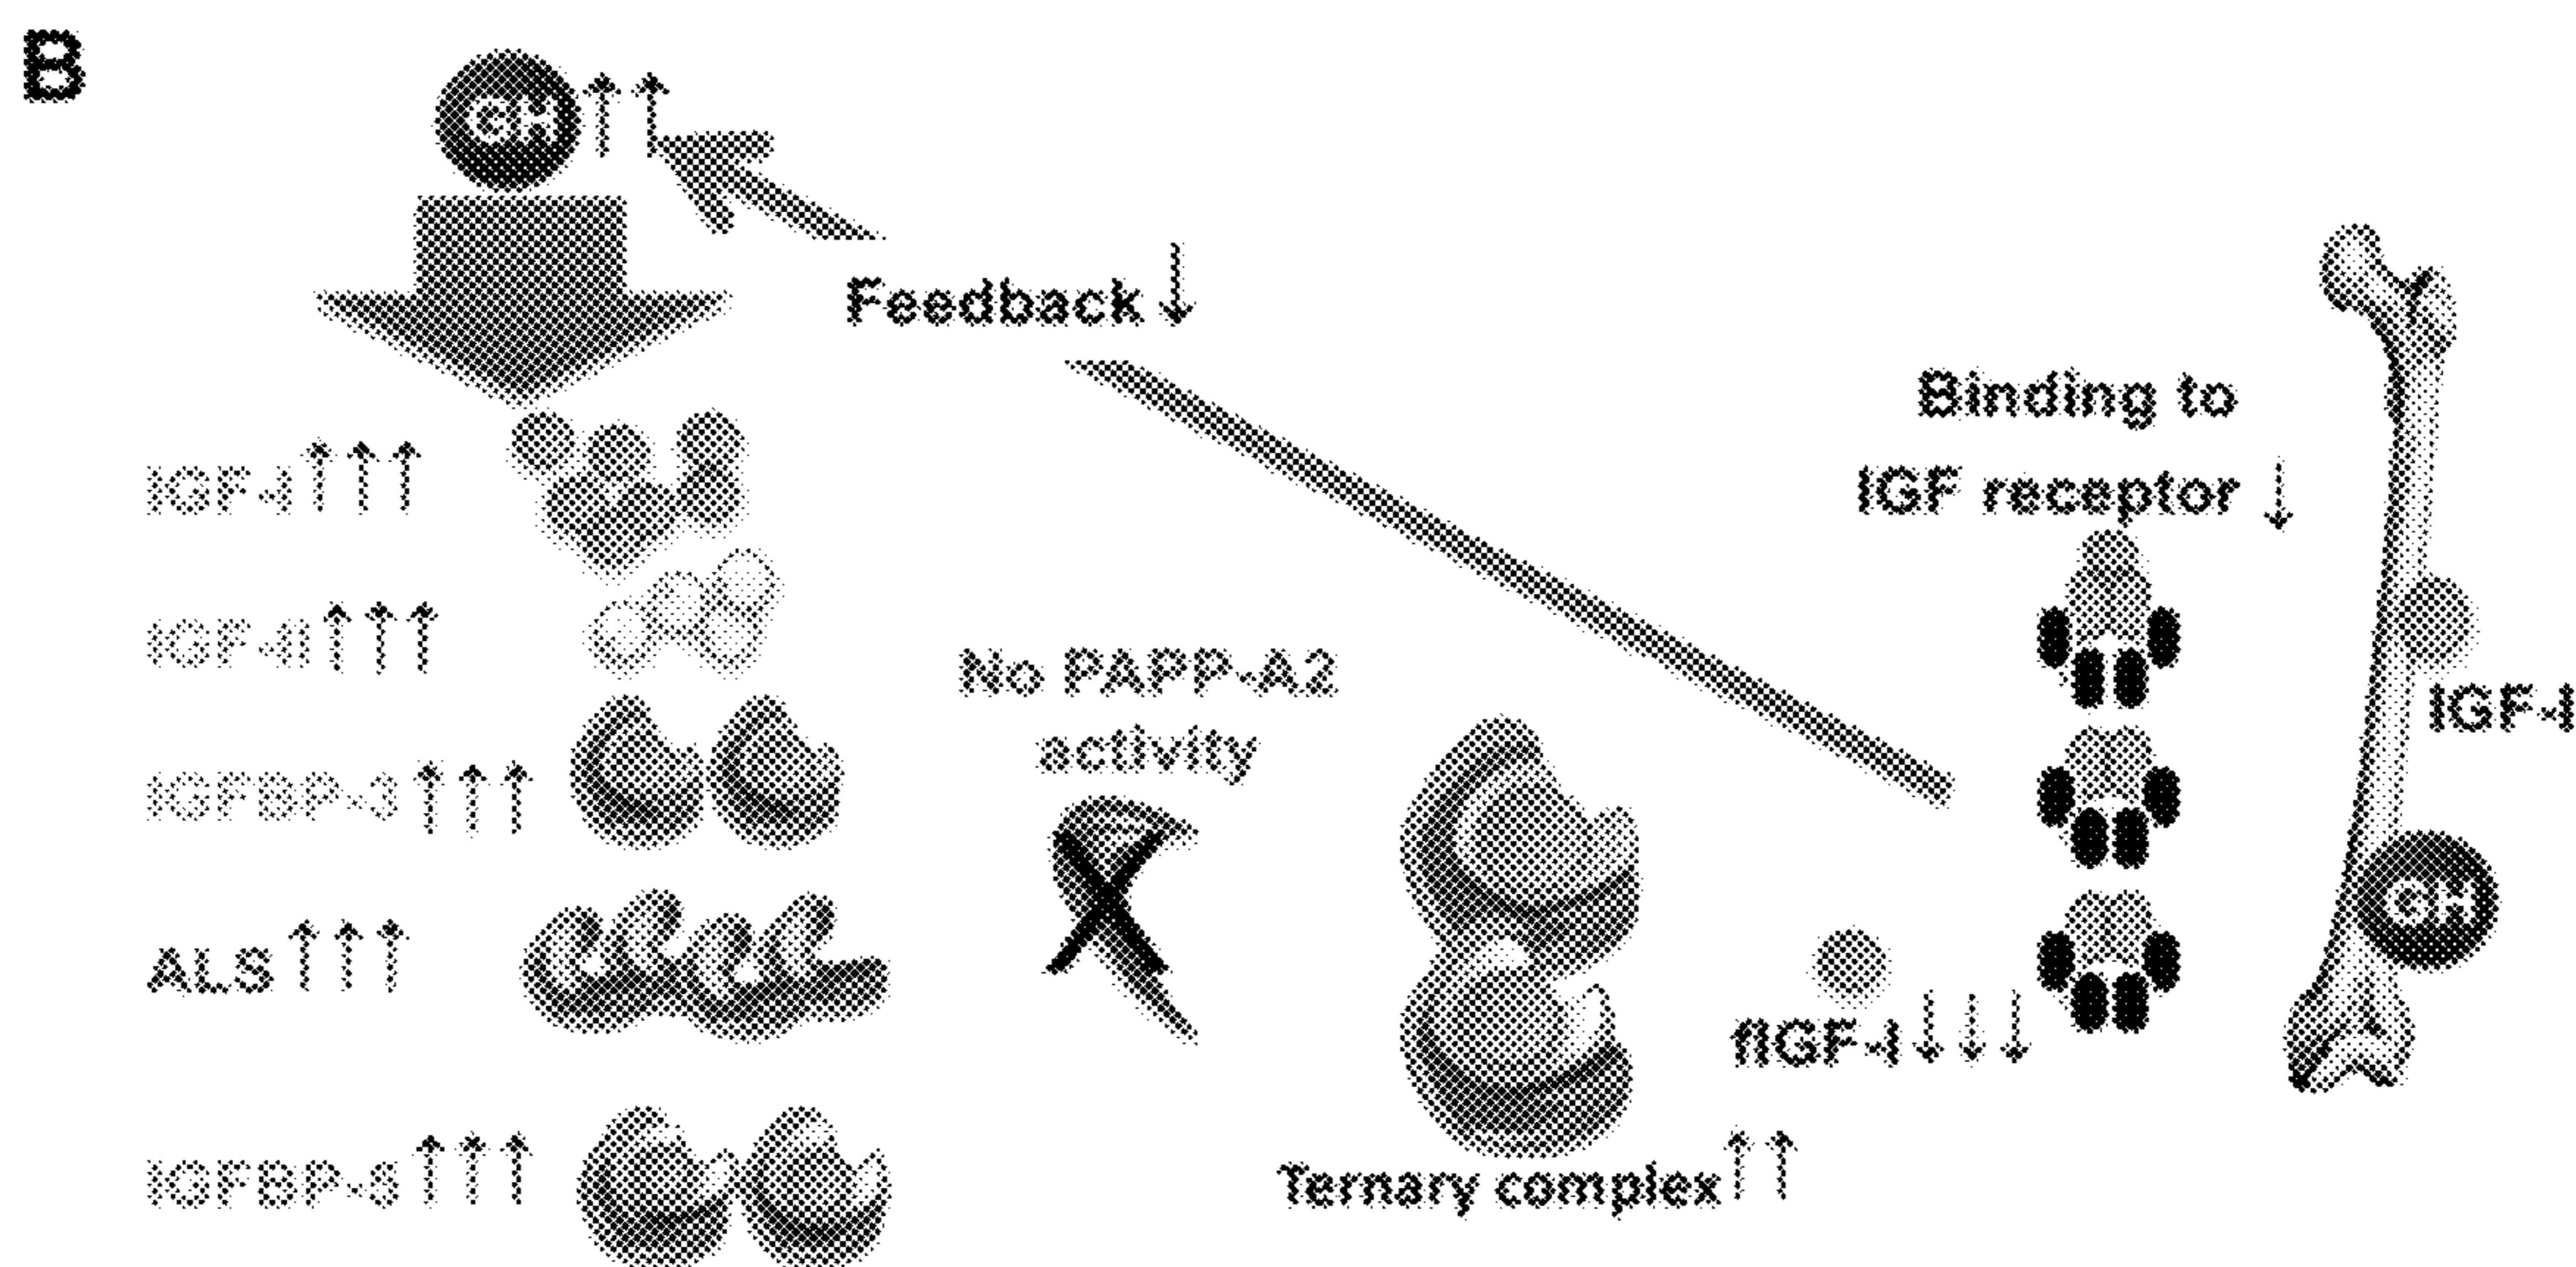 B
GH↑↑
Feedback↓
IGF-I↑↑↑
IGF-II↑↑↑
IGFBP-3↑↑↑
ALS↑↑↑
IGFBP-5↑↑↑
No PAPP-A2
activity
Ternary complex↑↑
fIGF-I↓↓↓
Binding to
IGF receptor ↓
IGF-I
GH